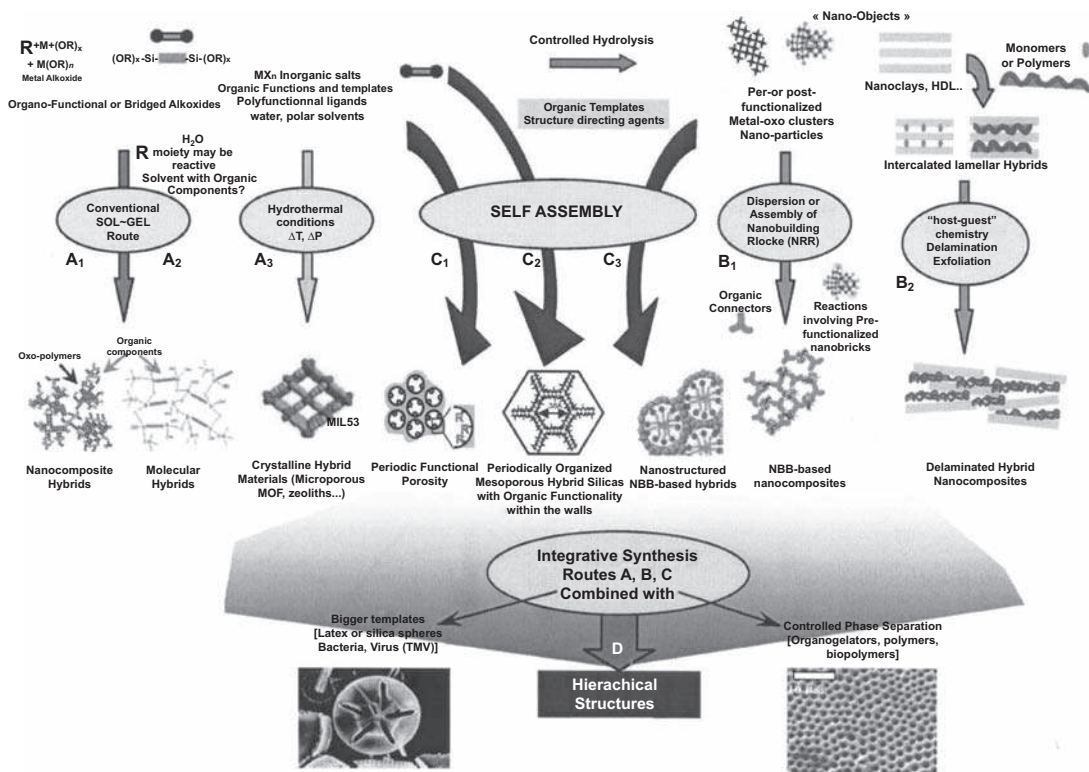 R+M+(OR)x
+ M(OR)n
Metal Alkoxide
(OR)x-Si-
-Si-(OR)x
Organo-Functional or Bridged Alkoxides
MXn Inorganic salts
Organic Functions and templates
Polyfunctionnal ligands
water, polar solvents
Controlled Hydrolysis
Organic Templates
Structure directing agents
« Nano-Objects »
Per-or post-
functionalized
Metal-oxo clusters
Nano-particles
Nanoclays, HDL..
Monomers
or Polymers
Intercalated lamellar Hybrids
H2O
R moiety may be
reactive
Solvent with Organic
Components?
Conventional
SOL~GEL
Route
A1
A2
Hydrothermal
conditions
ΔT, ΔP
A3
SELF ASSEMBLY
C1
C2
C3
Dispersion or
Assembly of
Nanobuilding
Rlocke (NRR)
B1
Organic
Connectors
Reactions
involving Pre-
functionalized
nanobricks
"host-guest"
chemistry
Delamination
Exfoliation
B2
Oxo-polymers
Organic
components
MIL53
Nanocomposite
Hybrids
Molecular
Hybrids
Crystalline Hybrid
Materials (Microporous
MOF, zeoliths...)
Periodic Functional
Porosity
Periodically Organized
Mesoporous Hybrid Silicas
with Organic Functionality
within the walls
Nanostructured
NBB-based hybrids
NBB-based
nanocomposites
Delaminated Hybrid
Nanocomposites
Integrative Synthesis
Routes A, B, C
Combined with
Bigger templates
[Latex or silica spheres
Bacteria, Virus (TMV)]
Controlled Phase Separation
[Organogelators, polymers,
biopolymers]
D
Hierachical
Structures